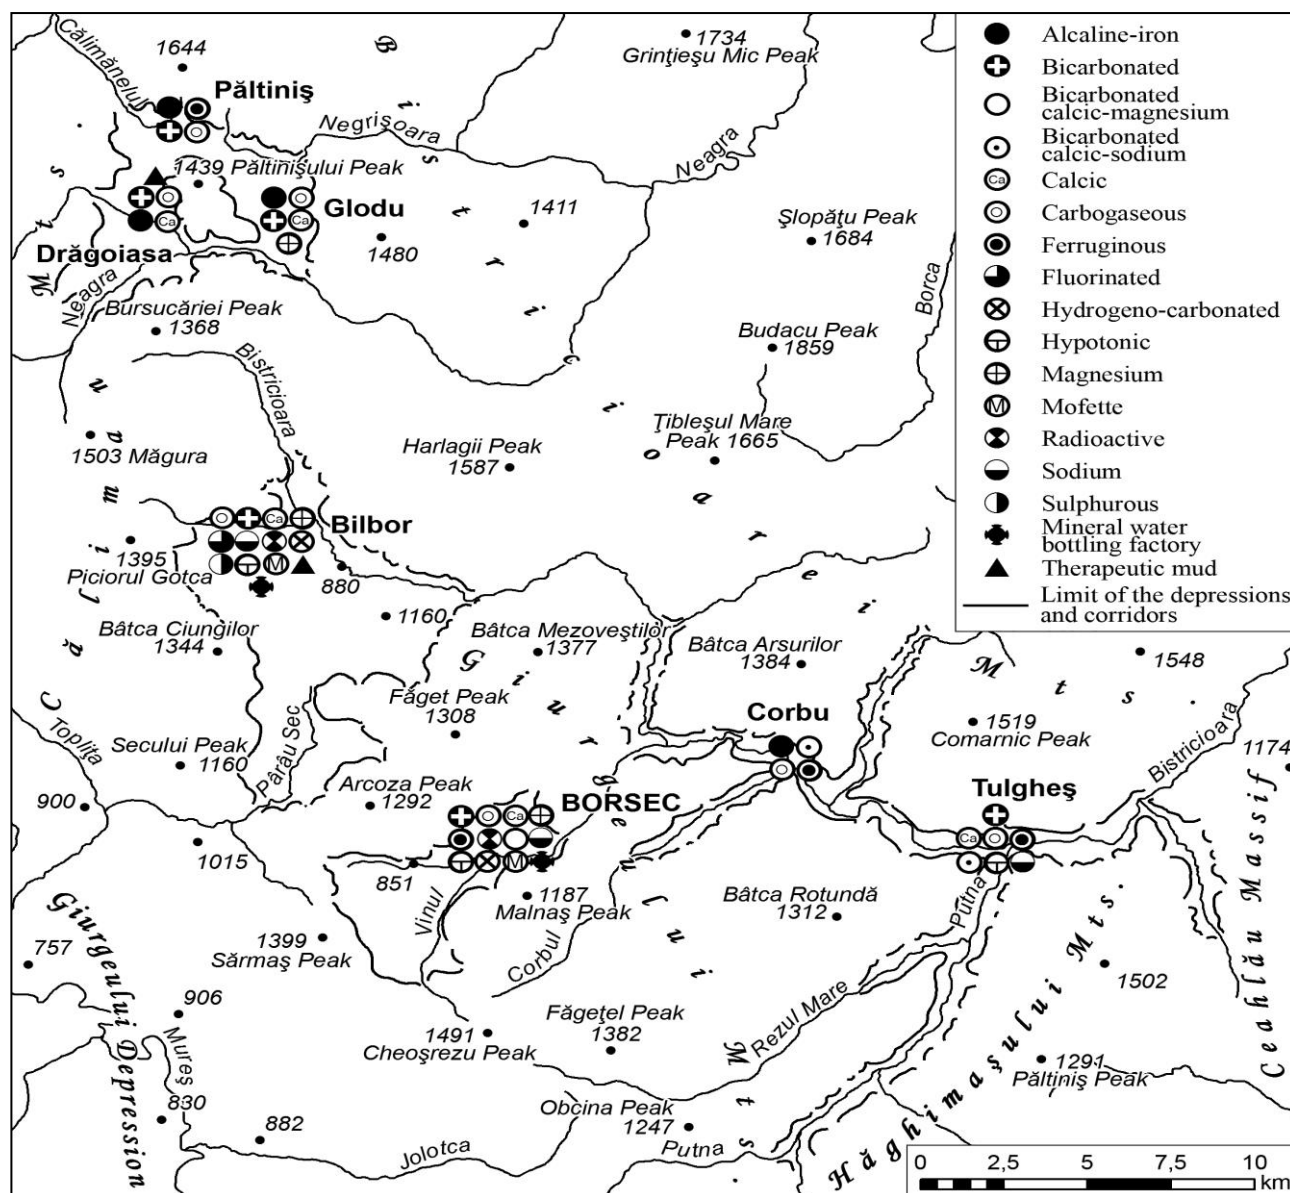 Călimănelul
1644
B i s t r i c i o a r e i
1734
Grinţieşu Mic Peak
Păltiniş
Negrişoara
Neagra
1439 Păltinişului Peak
Glodu
1411
1480
Şlopăţu Peak
1684
Drăgoiasa
Neagra
Borca
Bursucăriei Peak
1368
Budacu Peak
1859
Bistricioara
Ţibleşul Mare
Peak 1665
1503 Măgura
Harlagii Peak
1587
Bilbor
Ca
Ca
Ca
M
1395
Piciorul Gotca
880
1160
Bâtca Ciungilor
1344
Bâtca Mezoveştilor
1377
Bâtca Arsurilor
1384
M t s
1548
Făget Peak
1308
Corbu
1519
Comarnic Peak
Bistricioara
1174
Topliţa
Secului Peak
1160
Pârâu Sec
Arcoza Peak
1292
BORSEC
Tulgheş
900
1015
Ca
Ca
M
851
Vinul
1187
Malnaş Peak
Corbul
Bâtca Rotundă
1312
Putna
757
1399
Sărmaş Peak
1502
906
Mureş
1491
Cheoşrezu Peak
Făgeţel Peak
1382
Rezul Mare
1291
Păltiniş Peak
830
882
Jolotca
Obcina Peak
1247
Putna
C ă l i m a n u M t s
G i u r g e u l u i M t s
Giurgeului Depression
Hăghimaşului Mts.
Ceahlău Massif
Alcaline-iron
Bicarbonated
Bicarbonated
calcic-magnesium
Bicarbonated
calcic-sodium
Ca Calcic
Carbogaseous
Ferruginous
Fluorinated
Hydrogeno-carbonated
Hypotonic
Magnesium
M Mofette
Radioactive
Sodium
Sulphurous
Mineral water
bottling factory
Therapeutic mud
Limit of the depressions
and corridors
0 2,5 5 7,5 10
km